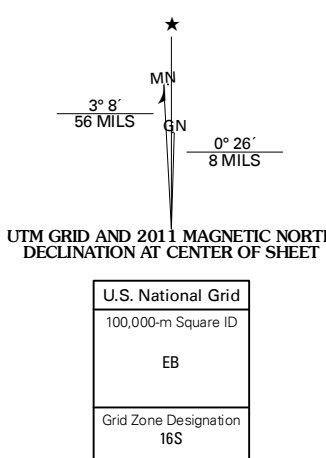 ★
MN
3° 8´
56 MILS
GN
0° 26´
8 MILS
UTM GRID AND 2011 MAGNETIC NORTH
DECLINATION AT CENTER OF SHEET
U.S. National Grid
100,000-m Square ID
EB
Grid Zone Designation
16S